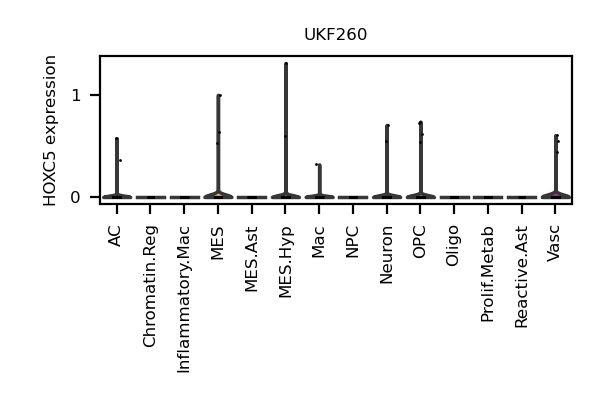 UKF260
HOXC5 expression
1
0
AC
Chromatin.Reg
Inflammatory.Mac
MES
MES.Ast
MES.Hyp
Mac
NPC
Neuron
OPC
Oligo
Prolif.Metab
Reactive.Ast
Vasc